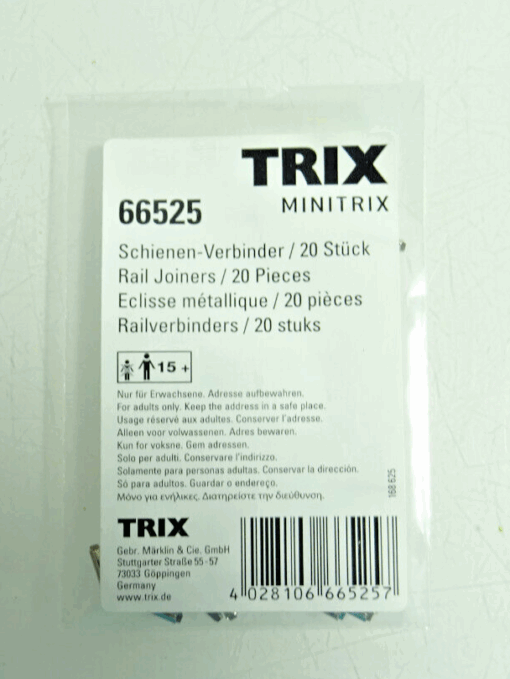 TRIX
MINITRIX
66525
Schienen-Verbinder / 20 Stück
Rail Joiners / 20 Pieces
Eclisse métallique / 20 pièces
Railverbinders / 20 stuks
15 +
Nur für Erwachsene. Adresse aufbewahren.
For adults only. Keep the address in a safe place.
Usage réservé aux adultes. Conserver l'adresse.
Alleen voor volwassenen. Adres bewaren.
Kun for voksne. Gem adressen.
Solo per adulti. Conservare l'indirizzo.
Solamente para personas adultas. Conservar la dirección.
Só para adultos. Guardar o endereço.
Μόνο για ενήλικες. Διατηρείστε την διεύθυνση.
168 625
TRIX
Gebr. Märklin & Cie. GmbH
Stuttgarter Straße 55-57
73033 Göppingen
Germany
www.trix.de
4 028106 665257